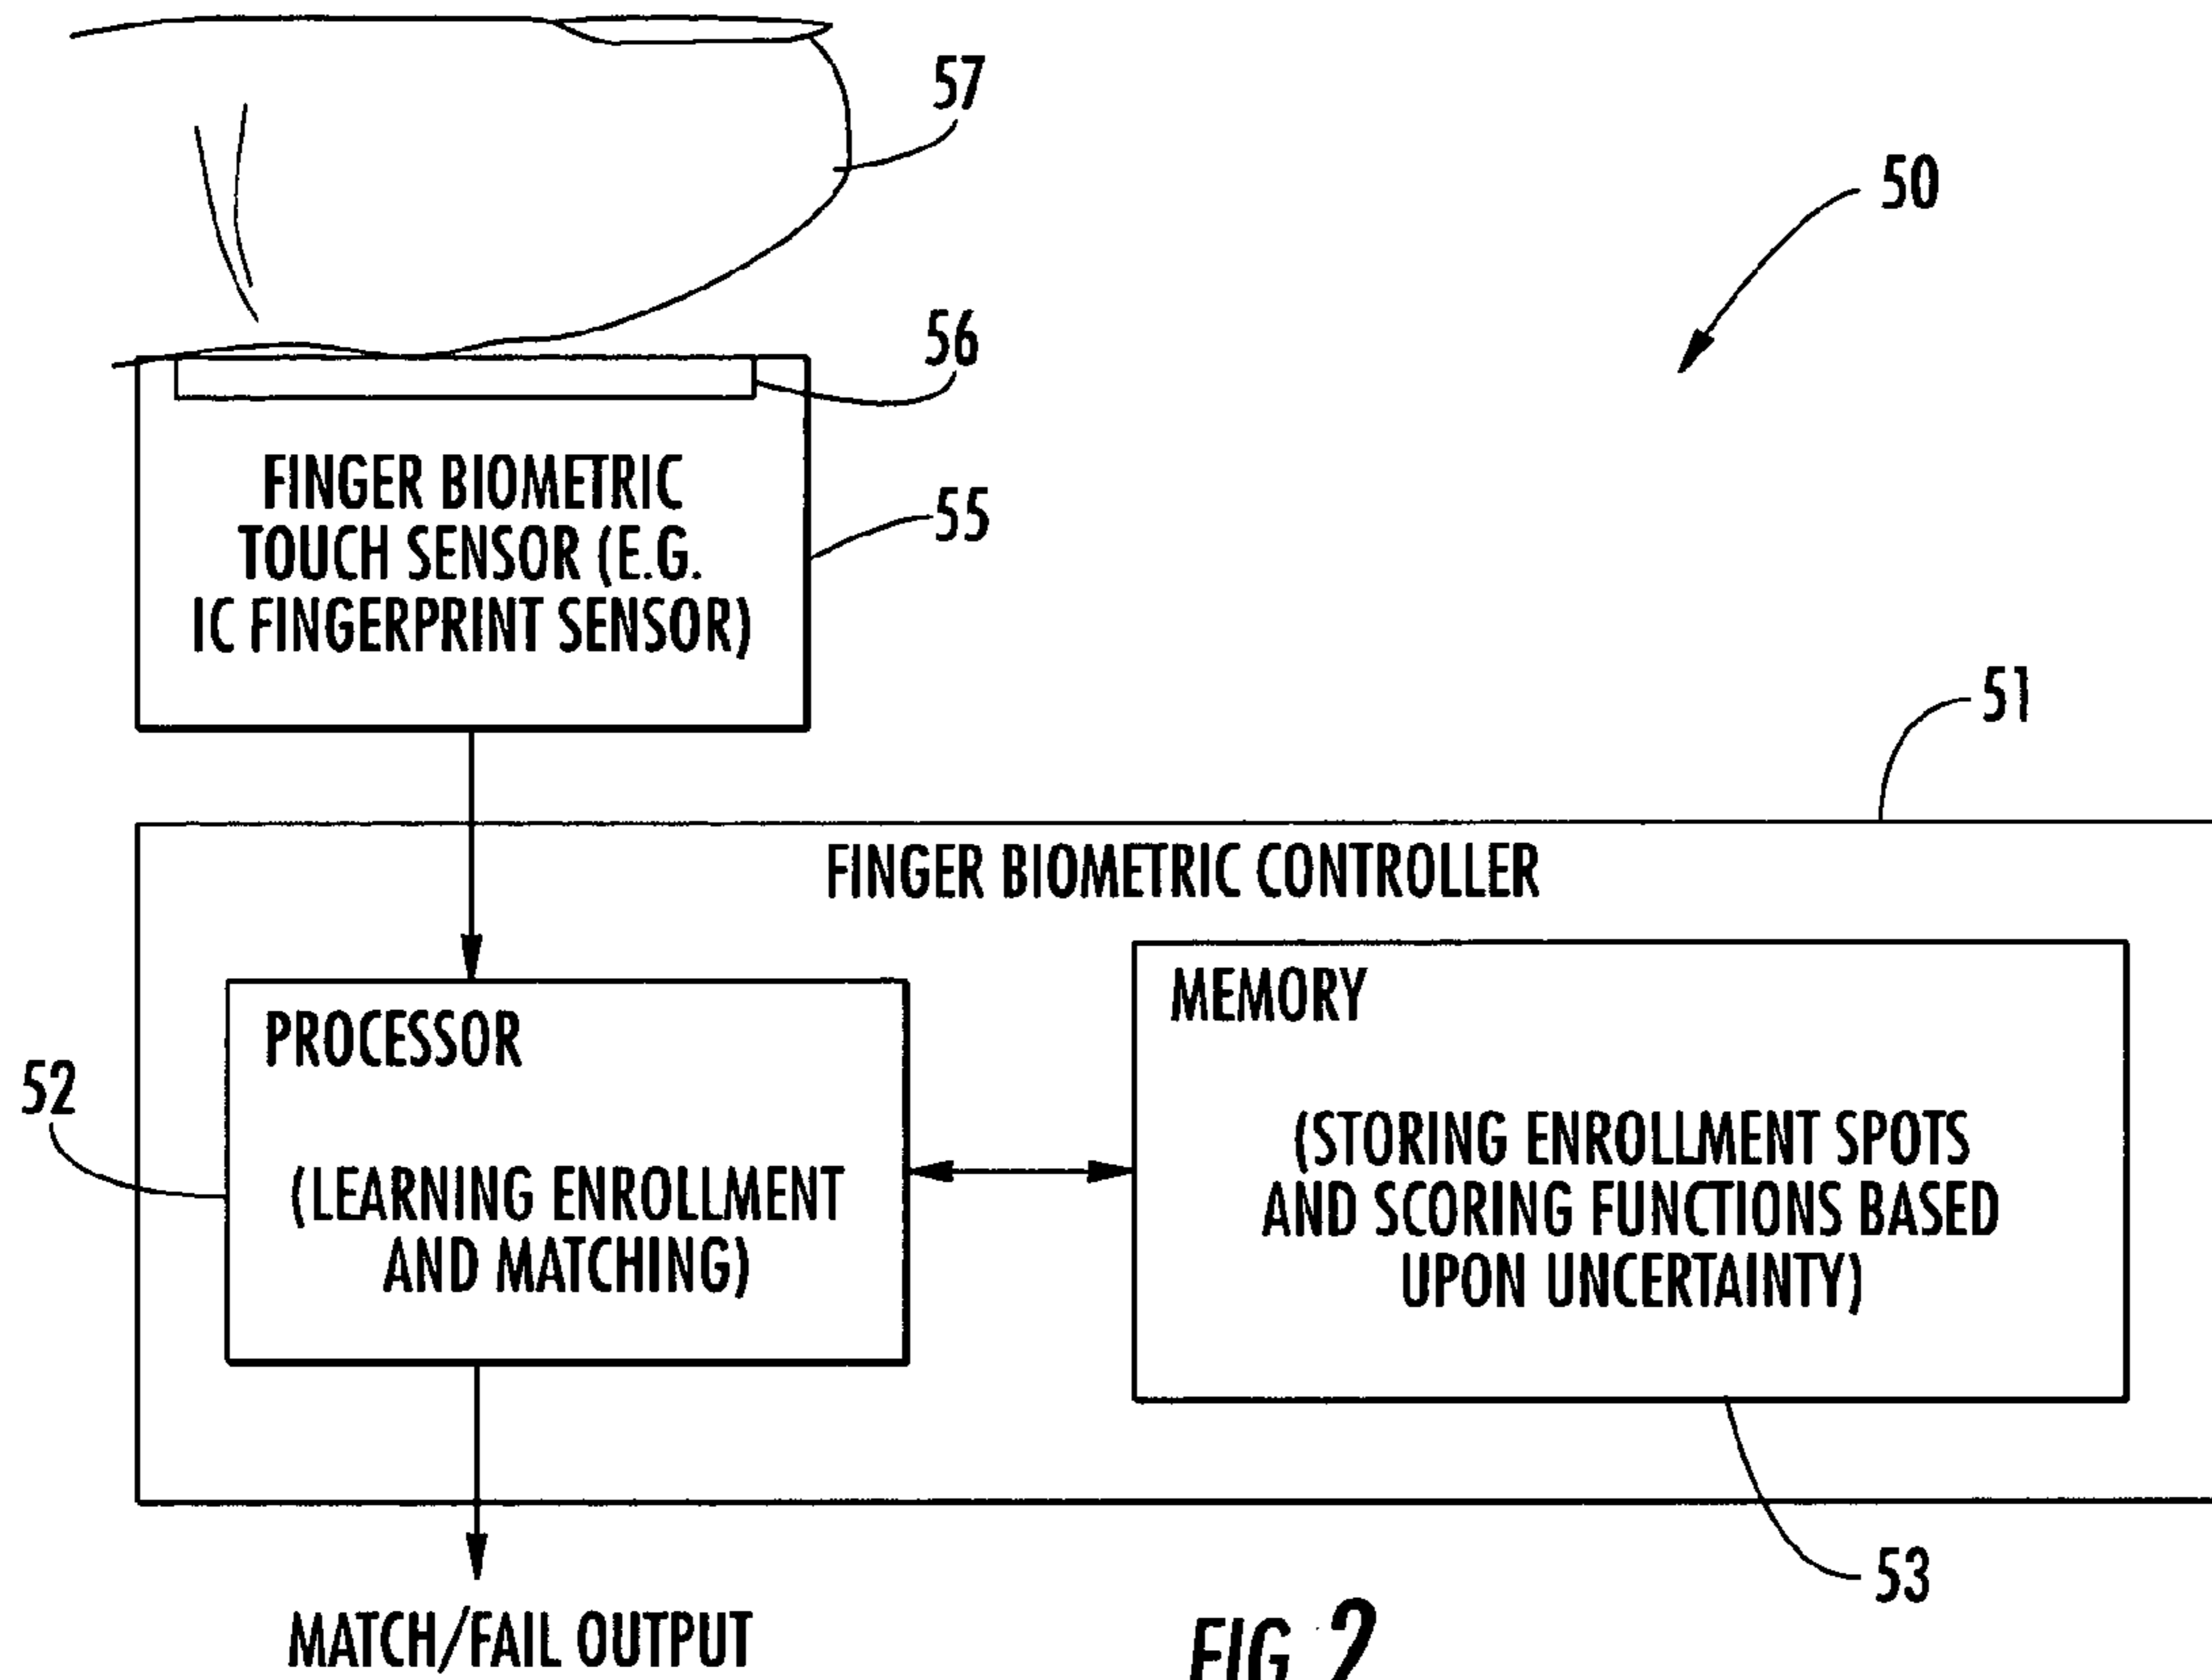 57
50
56
FINGER BIOMETRIC
TOUCH SENSOR (E.G.
IC FINGERPRINT SENSOR)
55
51
FINGER BIOMETRIC CONTROLLER
PROCESSOR
(LEARNING ENROLLMENT
AND MATCHING)
52
MEMORY
(STORING ENROLLMENT SPOTS
AND SCORING FUNCTIONS BASED
UPON UNCERTAINTY)
53
MATCH/FAIL OUTPUT
FIG. 2